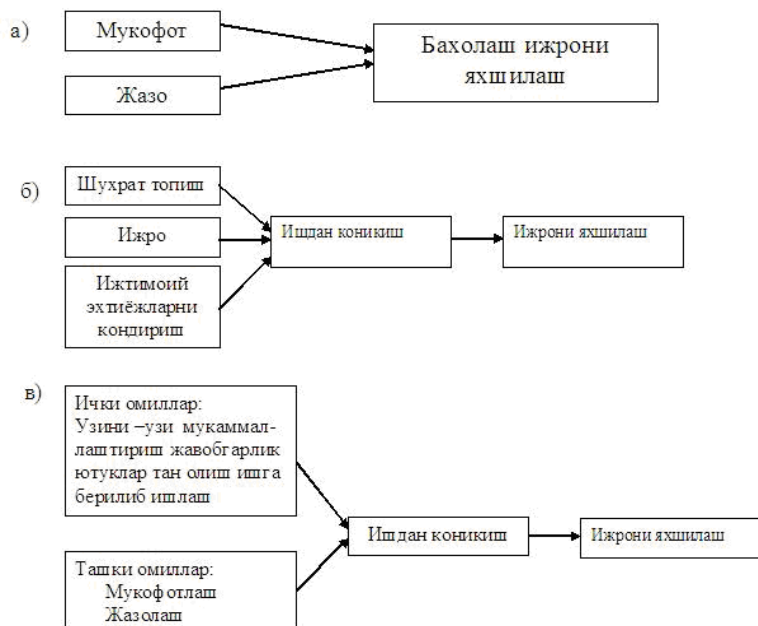 а)
Мукофот
Жазо
Бахолаш ижрони
яхшилаш
б)
Шухрат топиш
Ижро
Ижтимоий
эхтиёжларни
кондириш
Ишдан коникиш
Ижрони яхшилаш
в)
Ички омиллар:
Узини –узи мукаммал-
лаштириш жавобгарлик
ютуклар тан олиш ишга
берилиб ишлаш
Ташки омиллар:
Мукофотлаш
Жазолаш
Ишдан коникиш
Ижрони яхшилаш